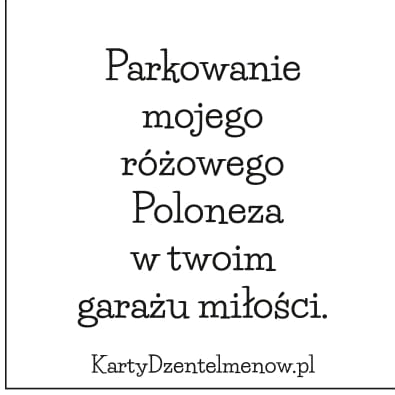 Parkowanie
mojego
różowego
Poloneza
w twoim
garażu miłości.
KartyDzentelmenow.pl